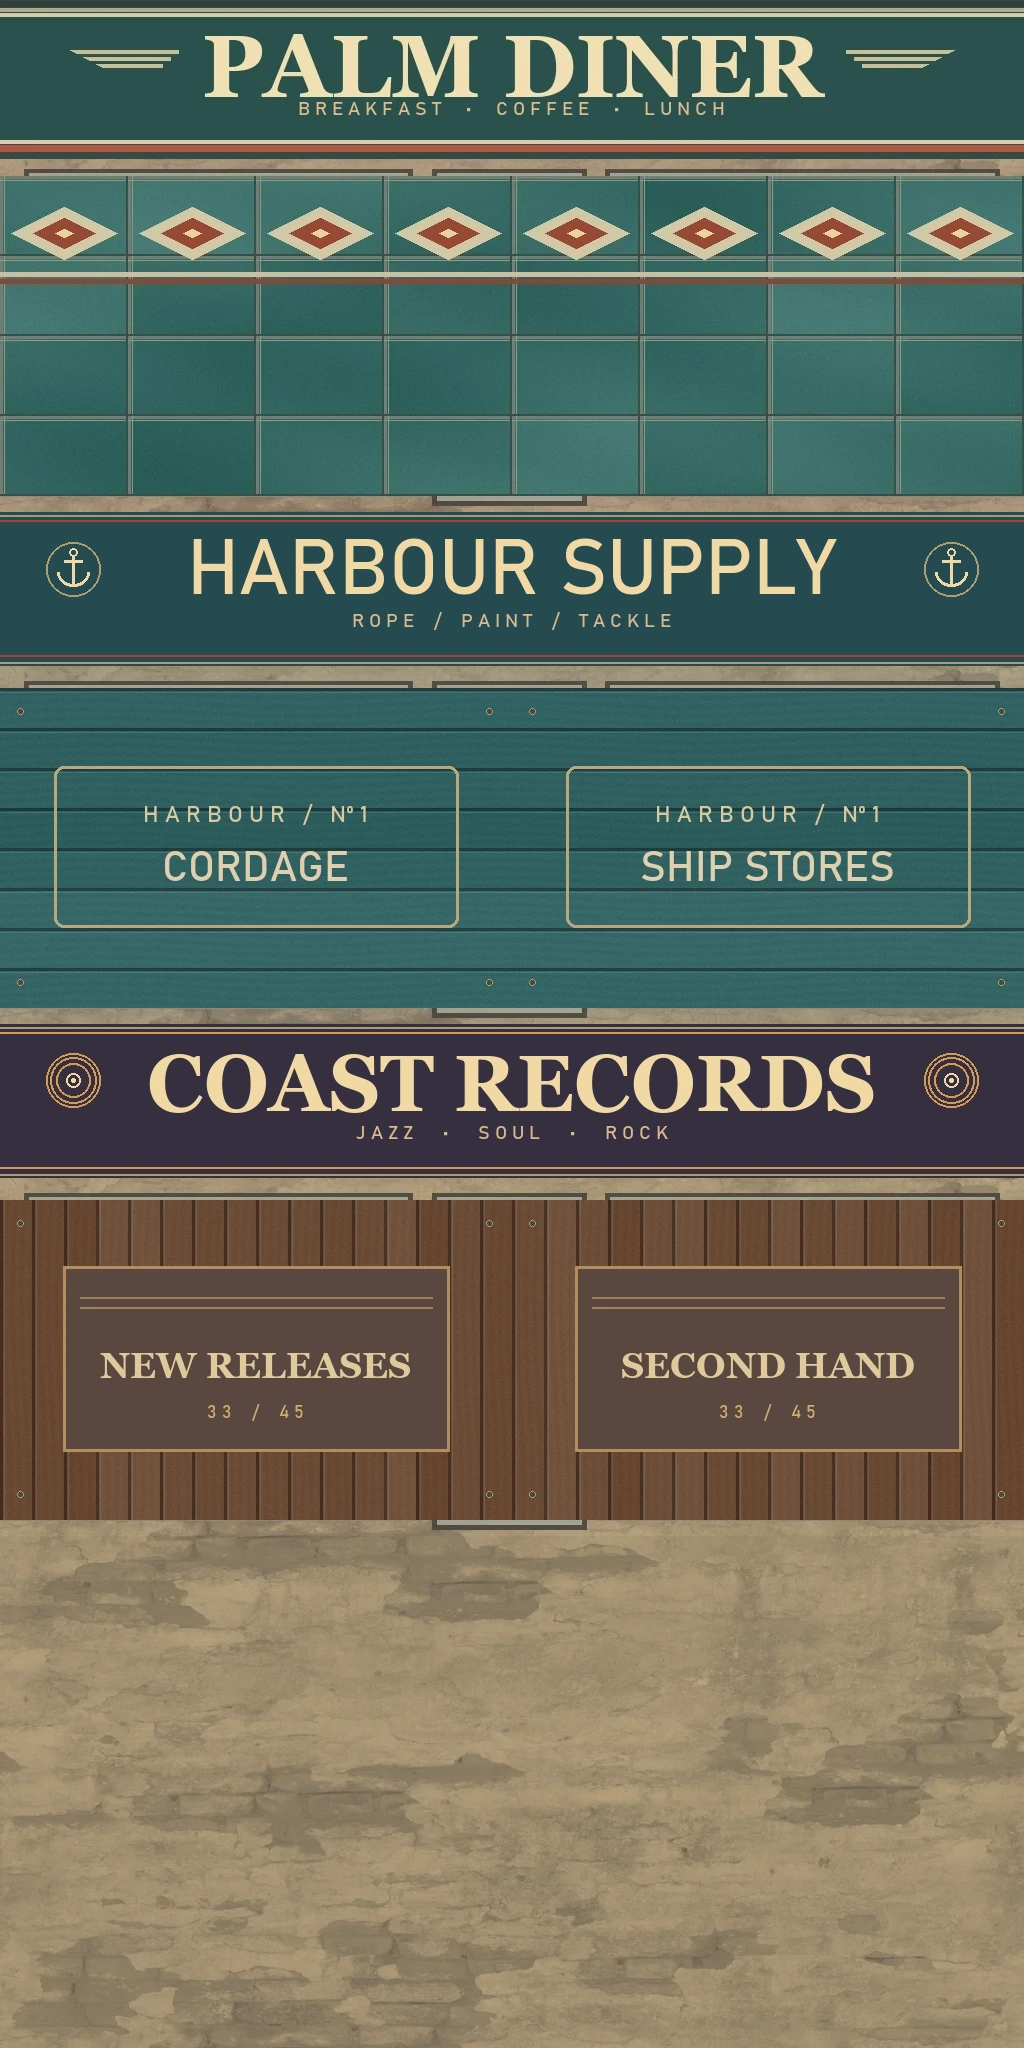 PALM DINER
BREAKFAST · COFFEE · LUNCH
HARBOUR SUPPLY
ROPE / PAINT / TACKLE
HARBOUR / Nº1
CORDAGE
HARBOUR / Nº1
SHIP STORES
COAST RECORDS
JAZZ · SOUL · ROCK
NEW RELEASES
33 / 45
SECOND HAND
33 / 45